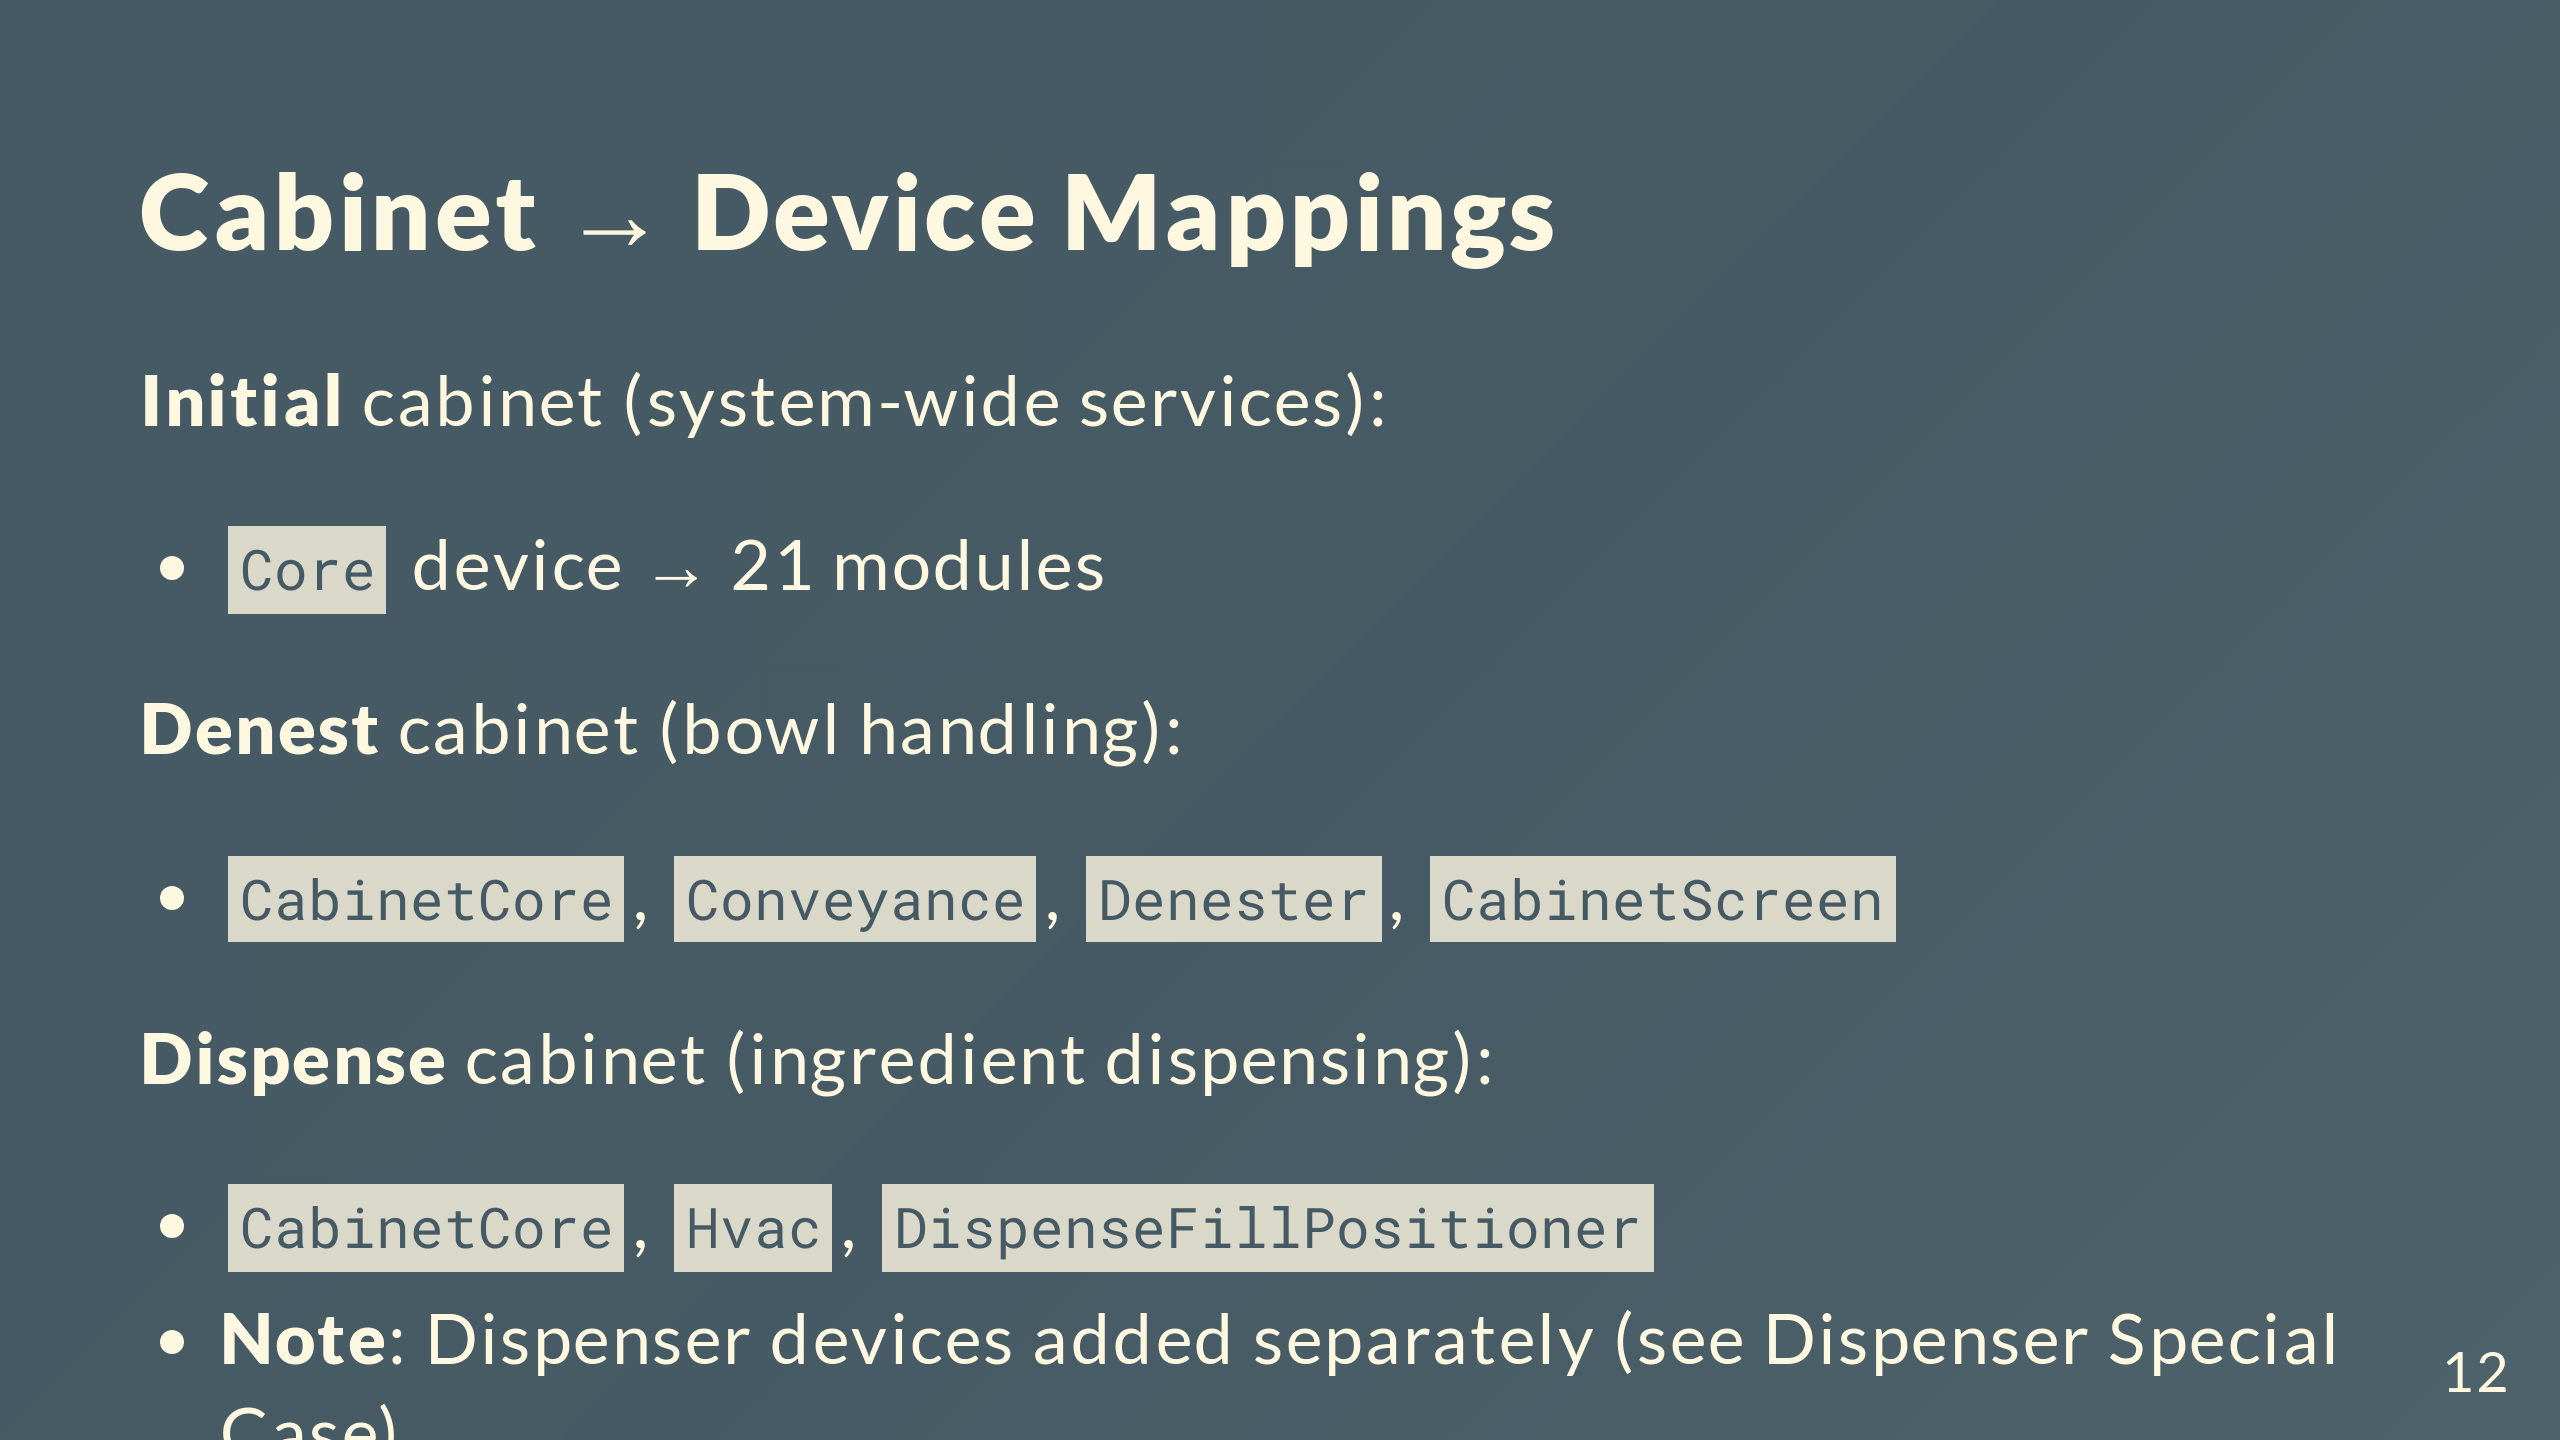 Cabinet → Device Mappings
Initial cabinet (system-wide services):
• Core device → 21 modules
Denest cabinet (bowl handling):
• CabinetCore, Conveyance, Denester, CabinetScreen
Dispense cabinet (ingredient dispensing):
• CabinetCore, Hvac, DispenseFillPositioner
• Note: Dispenser devices added separately (see Dispenser Special
Case)
12